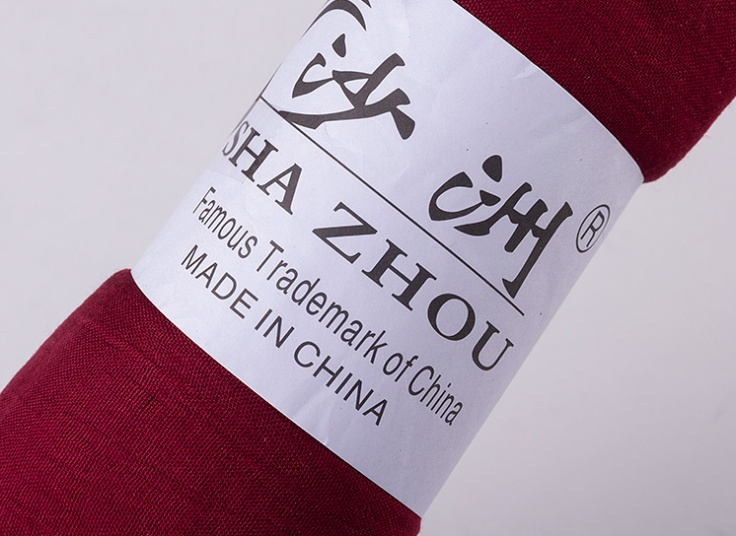 沙洲®
SHA ZHOU
Famous Trademark of China
MADE IN CHINA